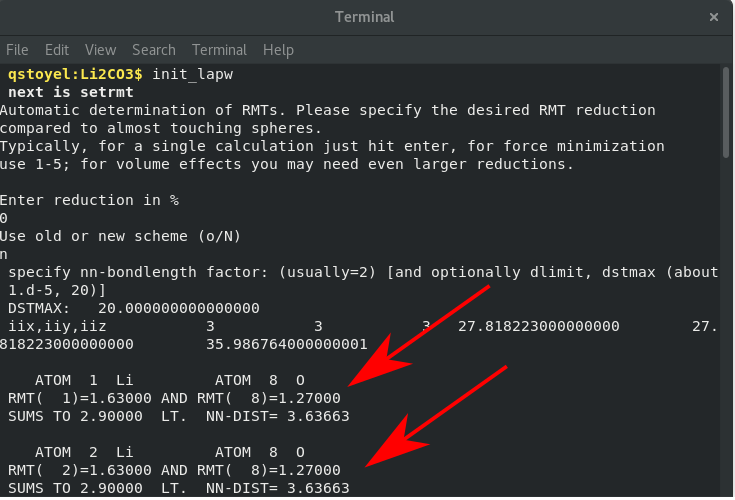 Terminal
×
File Edit View Search Terminal Help
qstoyel:Li2CO3$ init_lapw
next is setrmt
Automatic determination of RMTs. Please specify the desired RMT reduction
compared to almost touching spheres.
Typically, for a single calculation just hit enter, for force minimization
use 1-5; for volume effects you may need even larger reductions.
Enter reduction in %
0
Use old or new scheme (o/N)
n
specify nn-bondlength factor: (usually=2) [and optionally dlimit, dstmax (about
1.d-5, 20)]
DSTMAX: 20.000000000000000
iix,iiy,iiz 3 3 3 27.818223000000000 27.
818223000000000 35.986764000000001
ATOM 1 Li ATOM 8 O
RMT( 1)=1.63000 AND RMT( 8)=1.27000
SUMS TO 2.90000 LT. NN-DIST= 3.63663
ATOM 2 Li ATOM 8 O
RMT( 2)=1.63000 AND RMT( 8)=1.27000
SUMS TO 2.90000 LT. NN-DIST= 3.63663